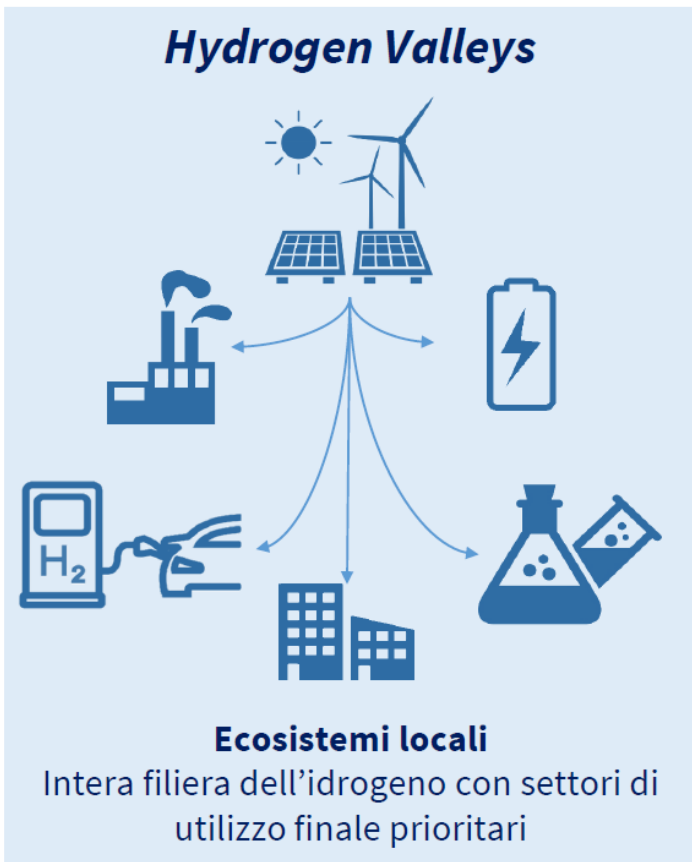 Hydrogen Valleys
H₂
Ecosistemi locali
Intera filiera dell’idrogeno con settori di
utilizzo finale prioritari